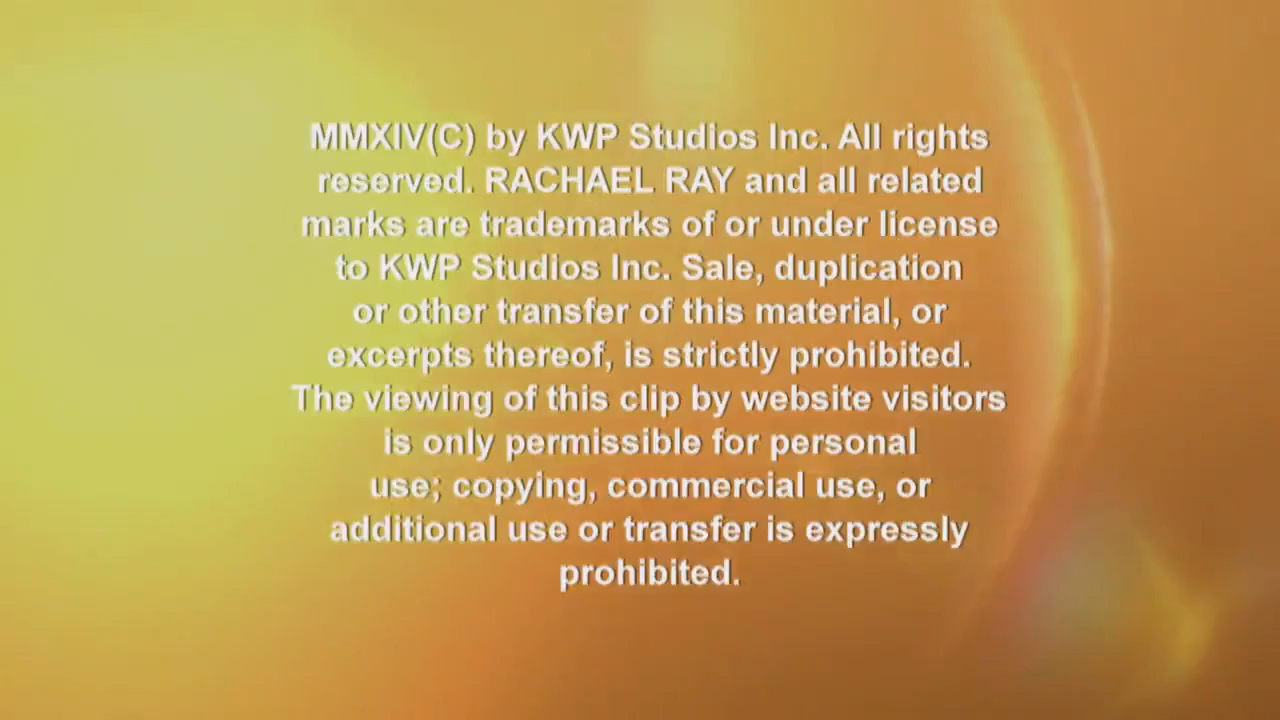 MMXIV(C) by KWP Studios Inc. All rights
reserved. RACHAEL RAY and all related
marks are trademarks of or under license
to KWP Studios Inc. Sale, duplication
or other transfer of this material, or
excerpts thereof, is strictly prohibited.
The viewing of this clip by website visitors
is only permissible for personal
use; copying, commercial use, or
additional use or transfer is expressly
prohibited.